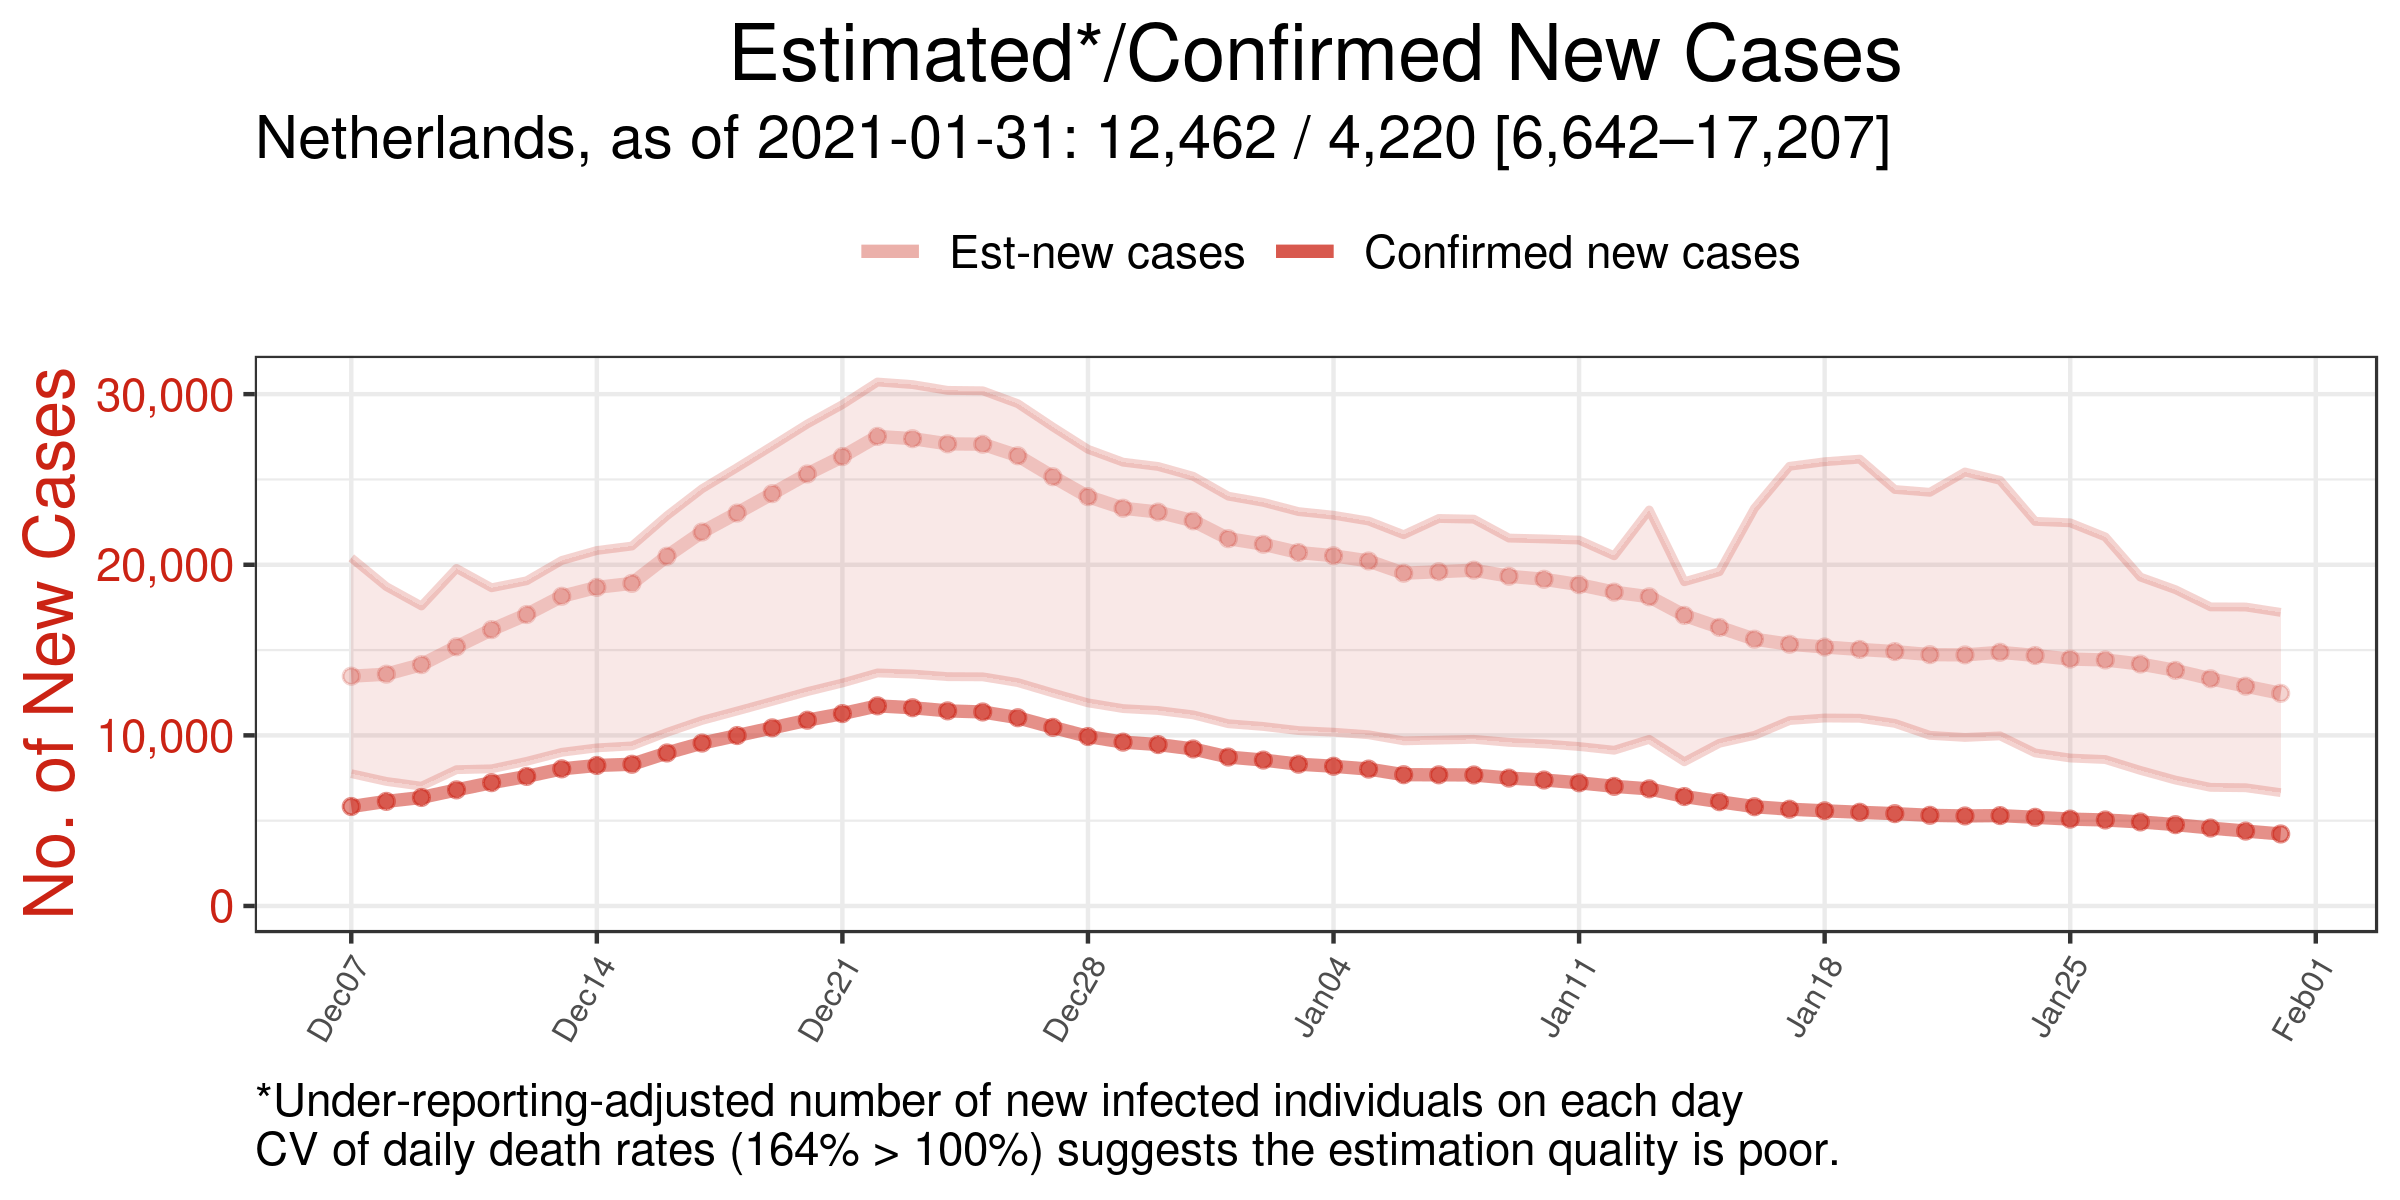 Estimated*/Confirmed New Cases
Netherlands, as of 2021-01-31: 12,462 / 4,220 [6,642–17,207]
Est-new cases
Confirmed new cases
No. of New Cases
30,000
20,000
10,000
0
Dec07
Dec14
Dec21
Dec28
Jan04
Jan11
Jan18
Jan25
Feb01
*Under-reporting-adjusted number of new infected individuals on each day
CV of daily death rates (164% > 100%) suggests the estimation quality is poor.